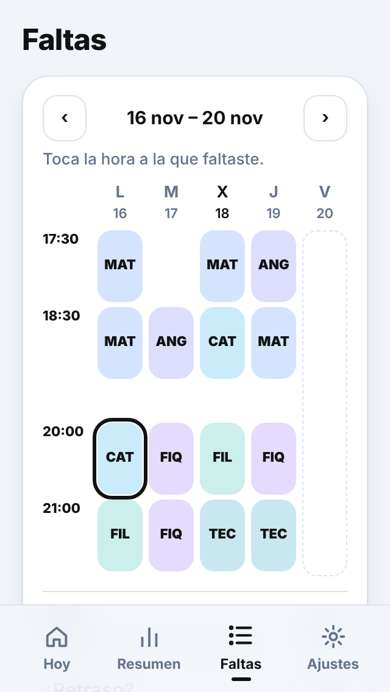 Faltas
16 nov – 20 nov
Toca la hora a la que faltaste.
L M X J V
16 17 18 19 20
17:30 MAT MAT ANG
18:30 MAT ANG CAT MAT
20:00 CAT FIQ FIL FIQ
21:00 FIL FIQ TEC TEC
Hoy Resumen Faltas Ajustes
¿Retraso?